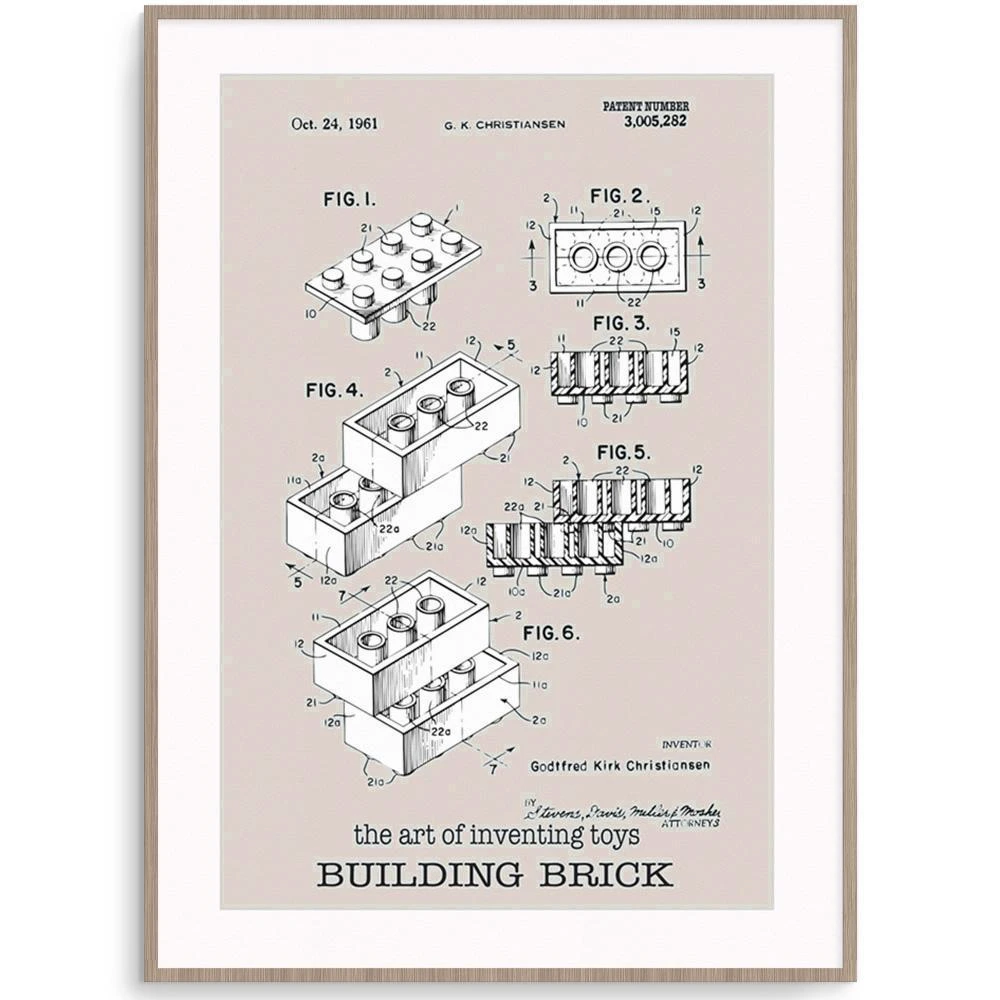 PATENT NUMBER
Oct. 24, 1961 G. K. CHRISTIANSEN 3,005,282
FIG. 1.
1
21
10
22
FIG. 2.
2 11 21 15 12
12
3 3
11 22
FIG. 3.
11 22 15
12 12
10 21
FIG. 4.
12 5
11
2
22
21
2a
11a
22a
21a
5 12a
FIG. 5.
2 22 12
12
22a 21
12a 21 10
12a
10a 21a 2a
FIG. 6.
22 12
7
11 2
12
12a
11a
21
12a 2a
22a
7
21a
INVENTOR
Godtfred Kirk Christiansen
BY
Stevens, Davis, Miller & Mosher
ATTORNEYS
the art of inventing toys
BUILDING BRICK